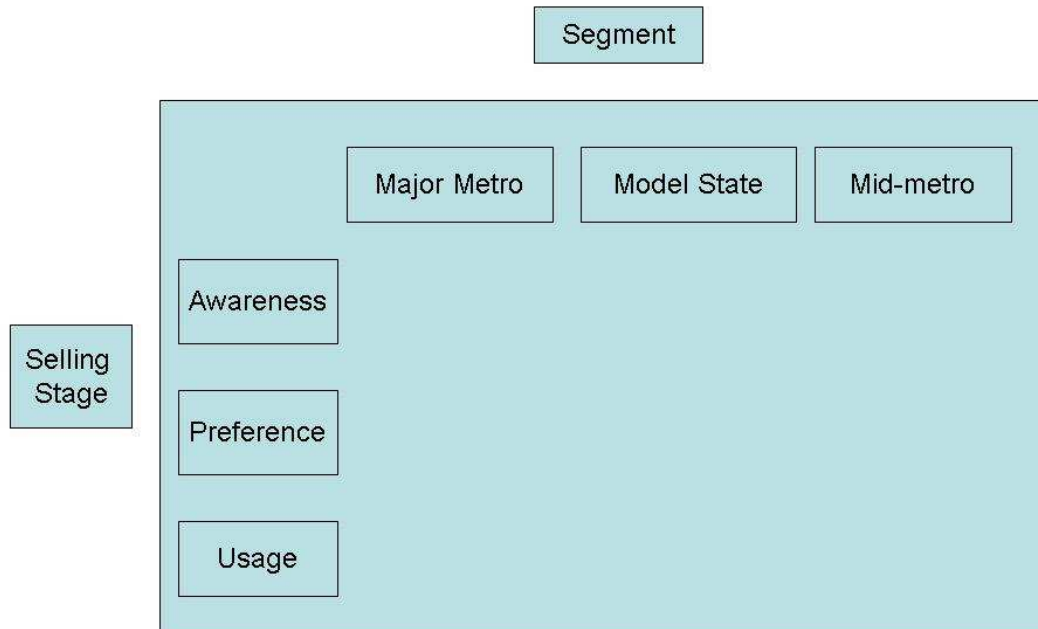 Segment
Major Metro
Model State
Mid-metro
Awareness
Selling
Stage
Preference
Usage